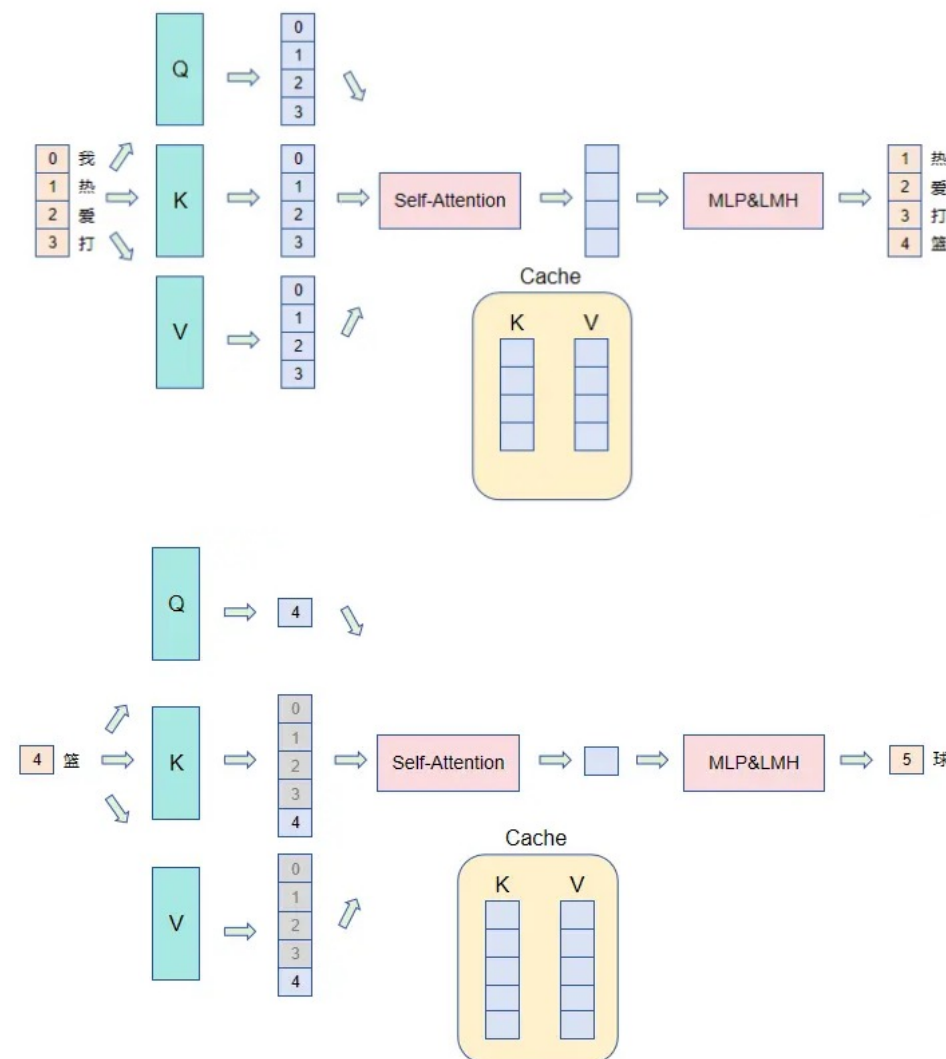 Q
0
1
2
3
0 我
1 热
2 爱
3 打
K
0
1
2
3
Self-Attention
MLP&LMH
1 热
2 爱
3 打
4 篮
V
0
1
2
3
Cache
K V
Q
4
4 篮
K
0
1
2
3
4
Self-Attention
MLP&LMH
5 球
V
0
1
2
3
4
Cache
K V